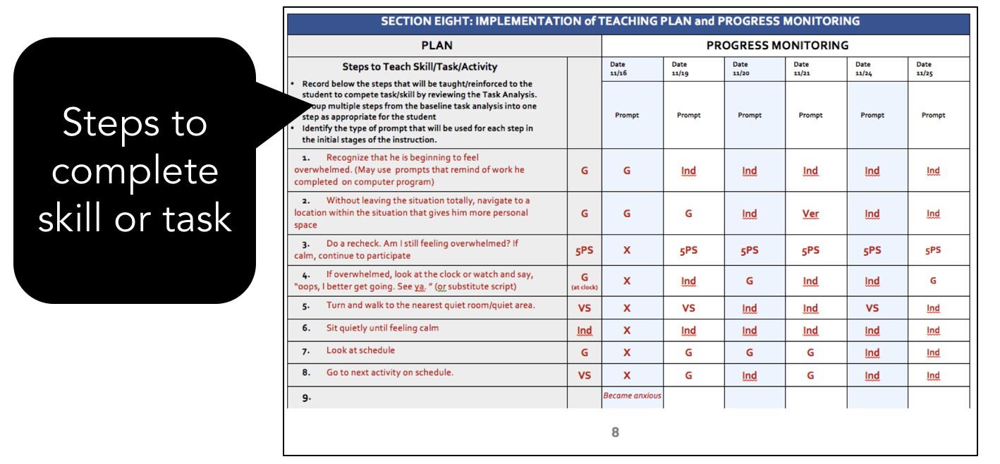 Steps to
complete
skill or task
SECTION EIGHT: IMPLEMENTATION of TEACHING PLAN and PROGRESS MONITORING
PLAN PROGRESS MONITORING
Steps to Teach Skill/Task/Activity
• Record below the steps that will be taught/reinforced to the
student to compete task/skill by reviewing the Task Analysis.
oup multiple steps from the baseline task analysis into one
step as appropriate for the student
• Identify the type of prompt that will be used for each step in
the initial stages of the instruction.
Date Date Date Date Date Date
11/16 11/19 11/20 11/21 11/24 11/25
Prompt Prompt Prompt Prompt Prompt Prompt
1. Recognize that he is beginning to feel
overwhelmed. (May use prompts that remind of work he
completed on computer program)
G G Ind Ind Ind Ind Ind
2. Without leaving the situation totally, navigate to a
location within the situation that gives him more personal
space
G G G Ind Ver Ind Ind
3. Do a recheck. Am I still feeling overwhelmed? If
calm, continue to participate
5PS X 5PS 5PS 5PS 5PS 5PS
4. If overwhelmed, look at the clock or watch and say,
“oops, I better get going. See ya. ” (or substitute script)
G X Ind G Ind Ind G
(at clock)
5. Turn and walk to the nearest quiet room/quiet area. VS X VS Ind Ind VS Ind
6. Sit quietly until feeling calm Ind X Ind Ind Ind Ind Ind
7. Look at schedule G X G G G Ind Ind
8. Go to next activity on schedule. VS X G Ind G Ind Ind
9. Became anxious
8